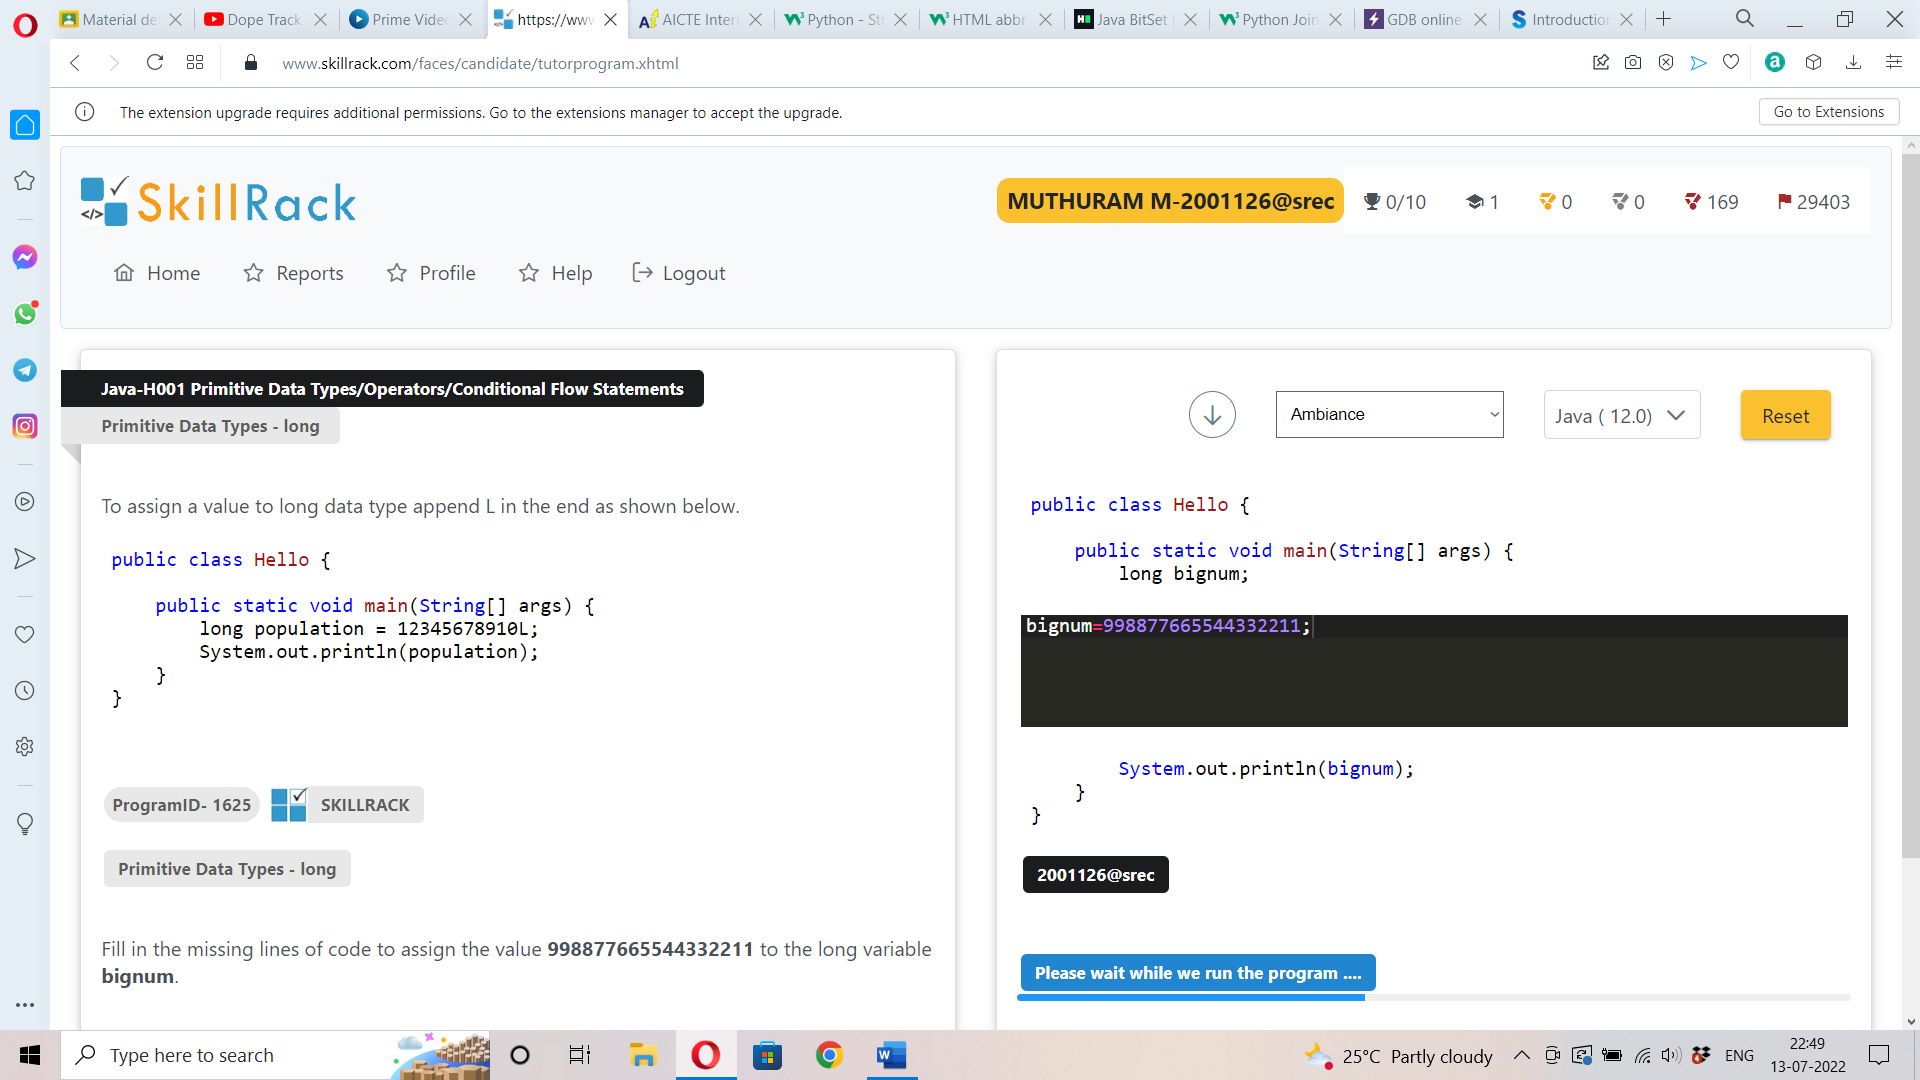 Material de
Dope Track
Prime Vide
https://www
AICTE Inter
Python - St
HTML abbr
Java BitSet
Python Join
GDB online
Introduction
www.skillrack.com/faces/candidate/tutorprogram.xhtml
The extension upgrade requires additional permissions. Go to the extensions manager to accept the upgrade.
Go to Extensions
SkillRack
MUTHURAM M-2001126@srec
0/10
1
0
0
169
29403
Home
Reports
Profile
Help
Logout
Java-H001 Primitive Data Types/Operators/Conditional Flow Statements
Primitive Data Types - long
To assign a value to long data type append L in the end as shown below.
public class Hello {
public static void main(String[] args) {
long population = 12345678910L;
System.out.println(population);
}
}
ProgramID- 1625
SKILLRACK
Primitive Data Types - long
Fill in the missing lines of code to assign the value 998877665544332211 to the long variable
bignum.
Ambiance
Java ( 12.0)
Reset
public class Hello {
public static void main(String[] args) {
long bignum;
bignum=998877665544332211;
System.out.println(bignum);
}
}
2001126@srec
Please wait while we run the program ....
Type here to search
25°C Partly cloudy
ENG
22:49
13-07-2022